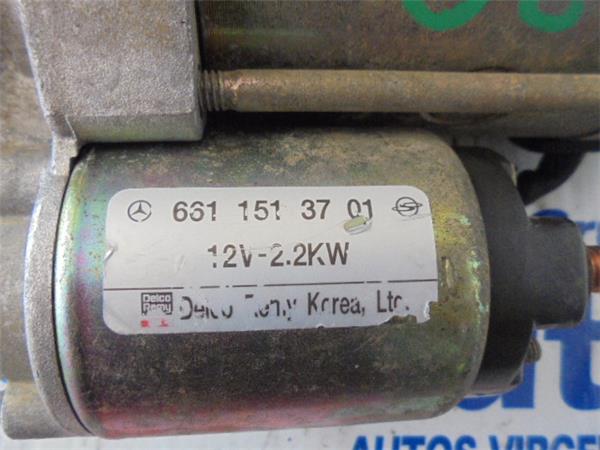 661 151 37 01
12V-2.2KW
Delco Remy Delco Remy Korea, Ltd.
AUTOS VIRGE